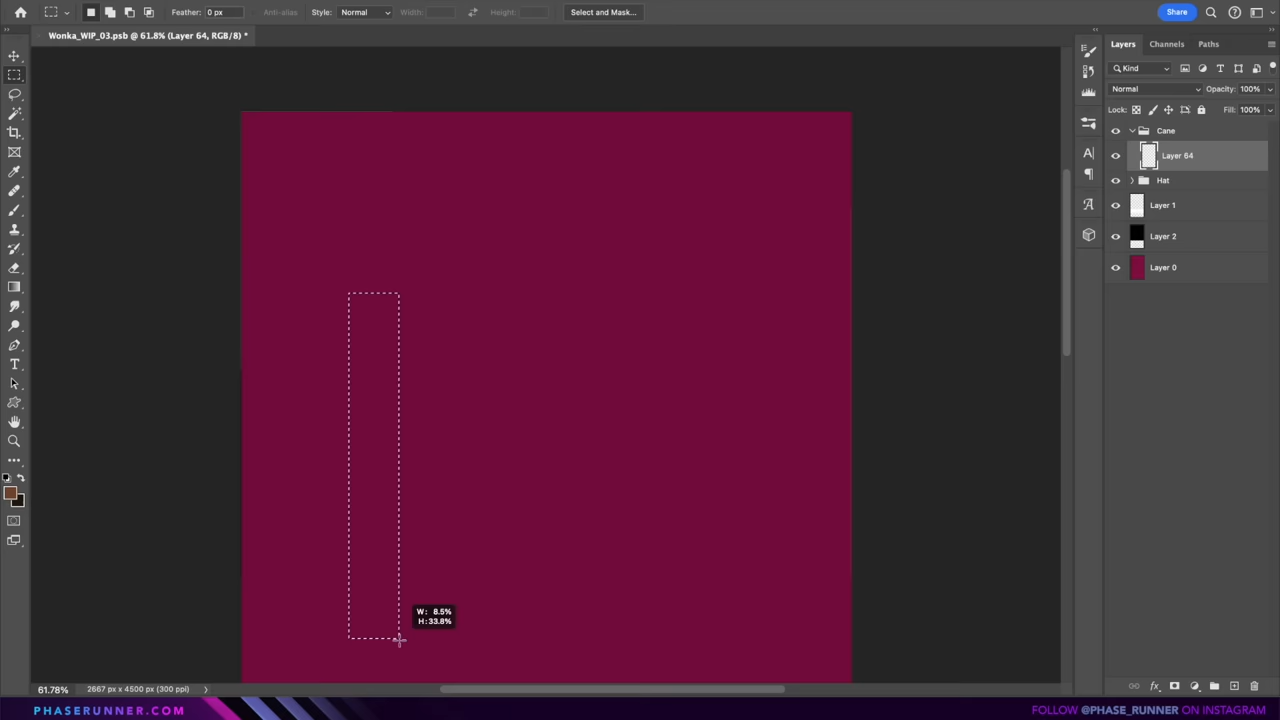 Feather: 0 px Anti-alias Style: Normal Width: Height: Select and Mask... Share
Wonka_WIP_03.psb @ 61.8% (Layer 64, RGB/8) *
Layers Channels Paths
Kind
Normal Opacity: 100%
Lock: Fill: 100%
Cane
Layer 64
Hat
Layer 1
Layer 2
Layer 0
W: 8.5%
H: 33.8%
61.78% 2667 px x 4500 px (300 ppi)
PHASERUNNER.COM FOLLOW @PHASE_RUNNER ON INSTAGRAM